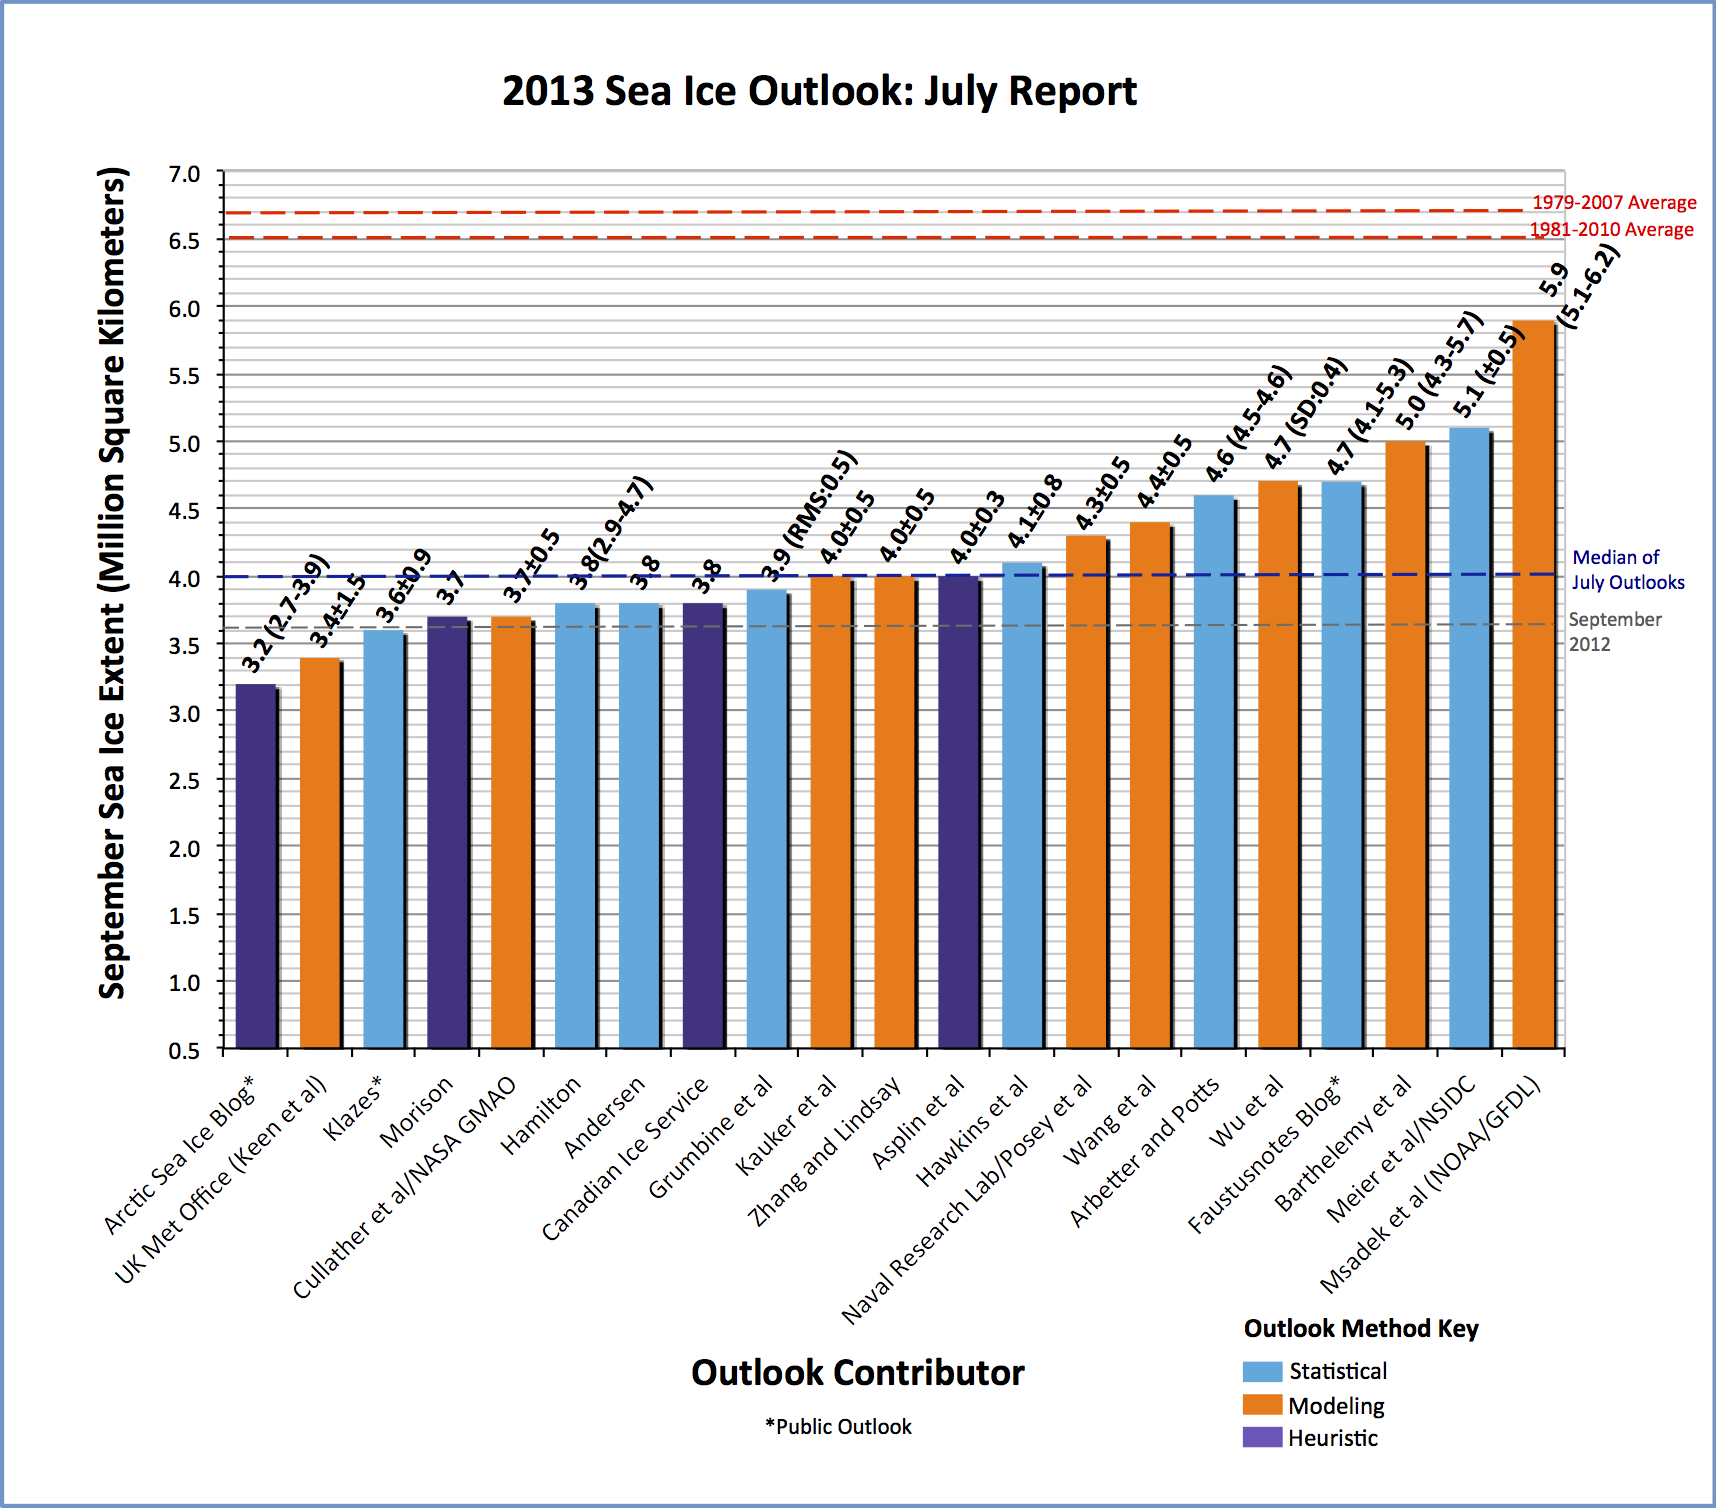 2013 Sea Ice Outlook: July Report
September Sea Ice Extent (Million Square Kilometers)
7.0
6.5
6.0
5.5
5.0
4.5
4.0
3.5
3.0
2.5
2.0
1.5
1.0
0.5
1979-2007 Average
1981-2010 Average
Median of
July Outlooks
September
2012
3.2 (2.7-3.9)
3.4±1.5
3.6±0.9
3.7
3.7±0.5
3.8(2.9-4.7)
3.8
3.8
3.9 (RMS:0.5)
4.0±0.5
4.0±0.5
4.0±0.3
4.1±0.8
4.3±0.5
4.4±0.5
4.6 (4.5-4.6)
4.7 (SD:0.4)
4.7 (4.1-5.3)
5.0 (4.3-5.7)
5.1 (±0.5)
5.9
(5.1-6.2)
Arctic Sea Ice Blog*
UK Met Office (Keen et al)
Klazes*
Morison
Cullather et al/NASA GMAO
Hamilton
Andersen
Canadian Ice Service
Grumbine et al
Kauker et al
Zhang and Lindsay
Asplin et al
Hawkins et al
Naval Research Lab/Posey et al
Wang et al
Arbetter and Potts
Wu et al
Faustusnotes Blog*
Barthelemy et al
Meier et al/NSIDC
Msadek et al (NOAA/GFDL)
Outlook Contributor
*Public Outlook
Outlook Method Key
Statistical
Modeling
Heuristic